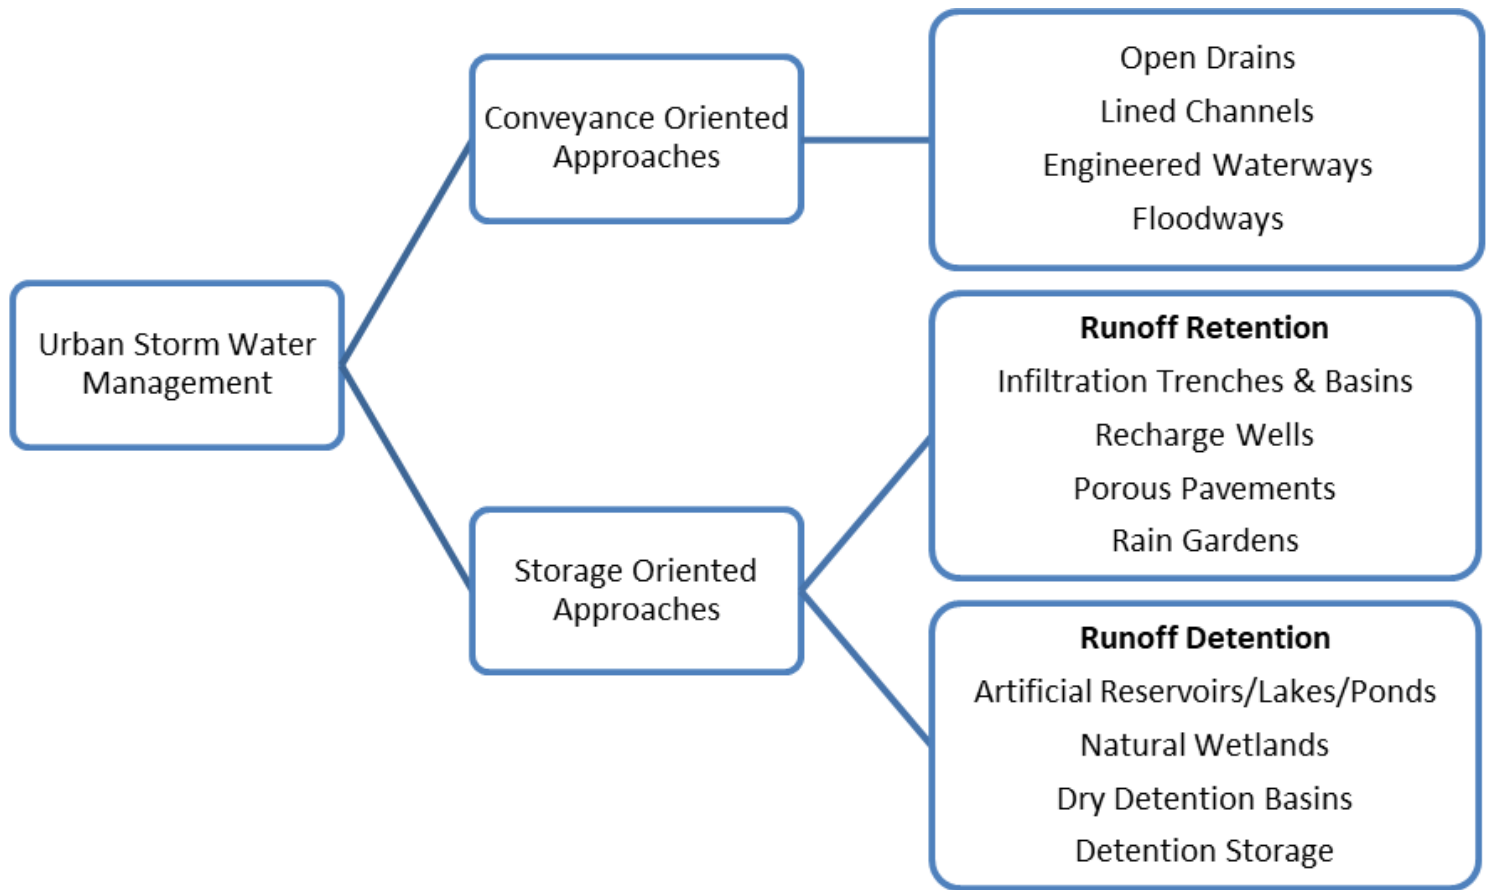 Urban Storm Water
Management
Conveyance Oriented
Approaches
Open Drains
Lined Channels
Engineered Waterways
Floodways
Storage Oriented
Approaches
Runoff Retention
Infiltration Trenches & Basins
Recharge Wells
Porous Pavements
Rain Gardens
Runoff Detention
Artificial Reservoirs/Lakes/Ponds
Natural Wetlands
Dry Detention Basins
Detention Storage